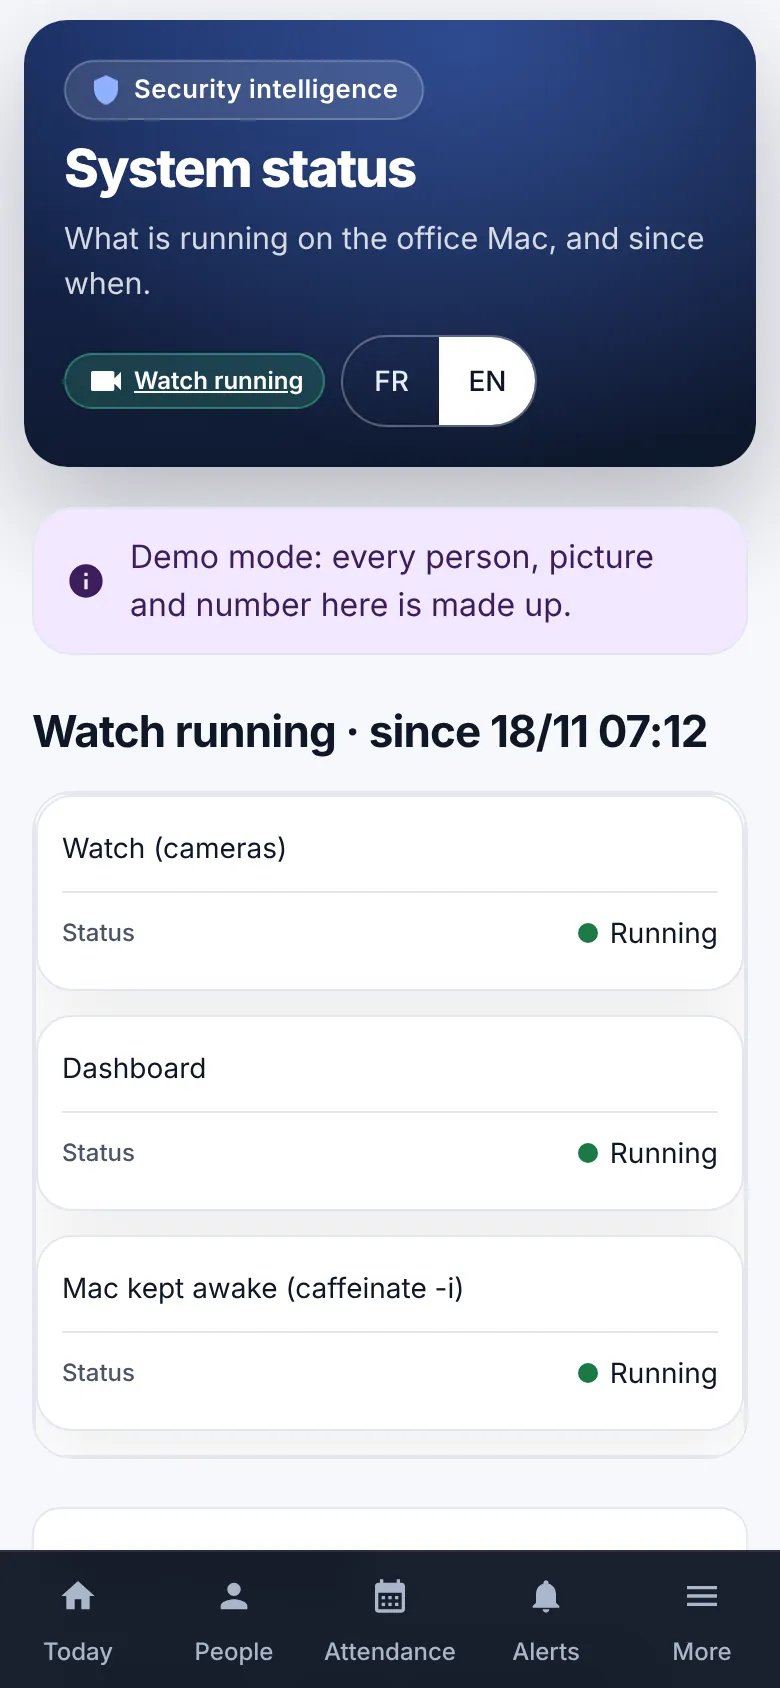 Security intelligence
System status
What is running on the office Mac, and since
when.
Watch running
FR
EN
Demo mode: every person, picture
and number here is made up.
Watch running · since 18/11 07:12
Watch (cameras)
Status
Running
Dashboard
Status
Running
Mac kept awake (caffeinate -i)
Status
Running
Today
People
Attendance
Alerts
More